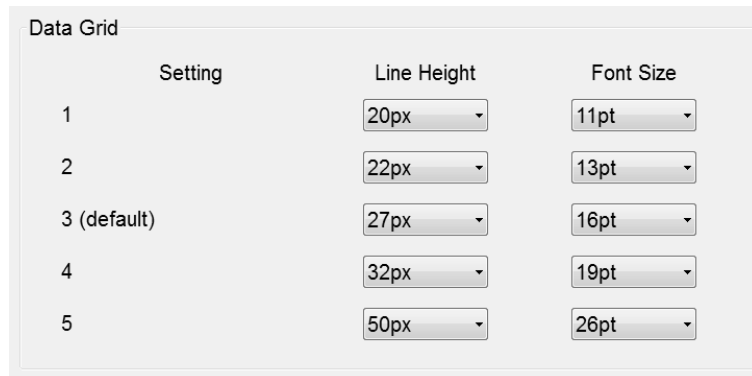 Data Grid
Setting Line Height Font Size
1 20px 11pt
2 22px 13pt
3 (default) 27px 16pt
4 32px 19pt
5 50px 26pt